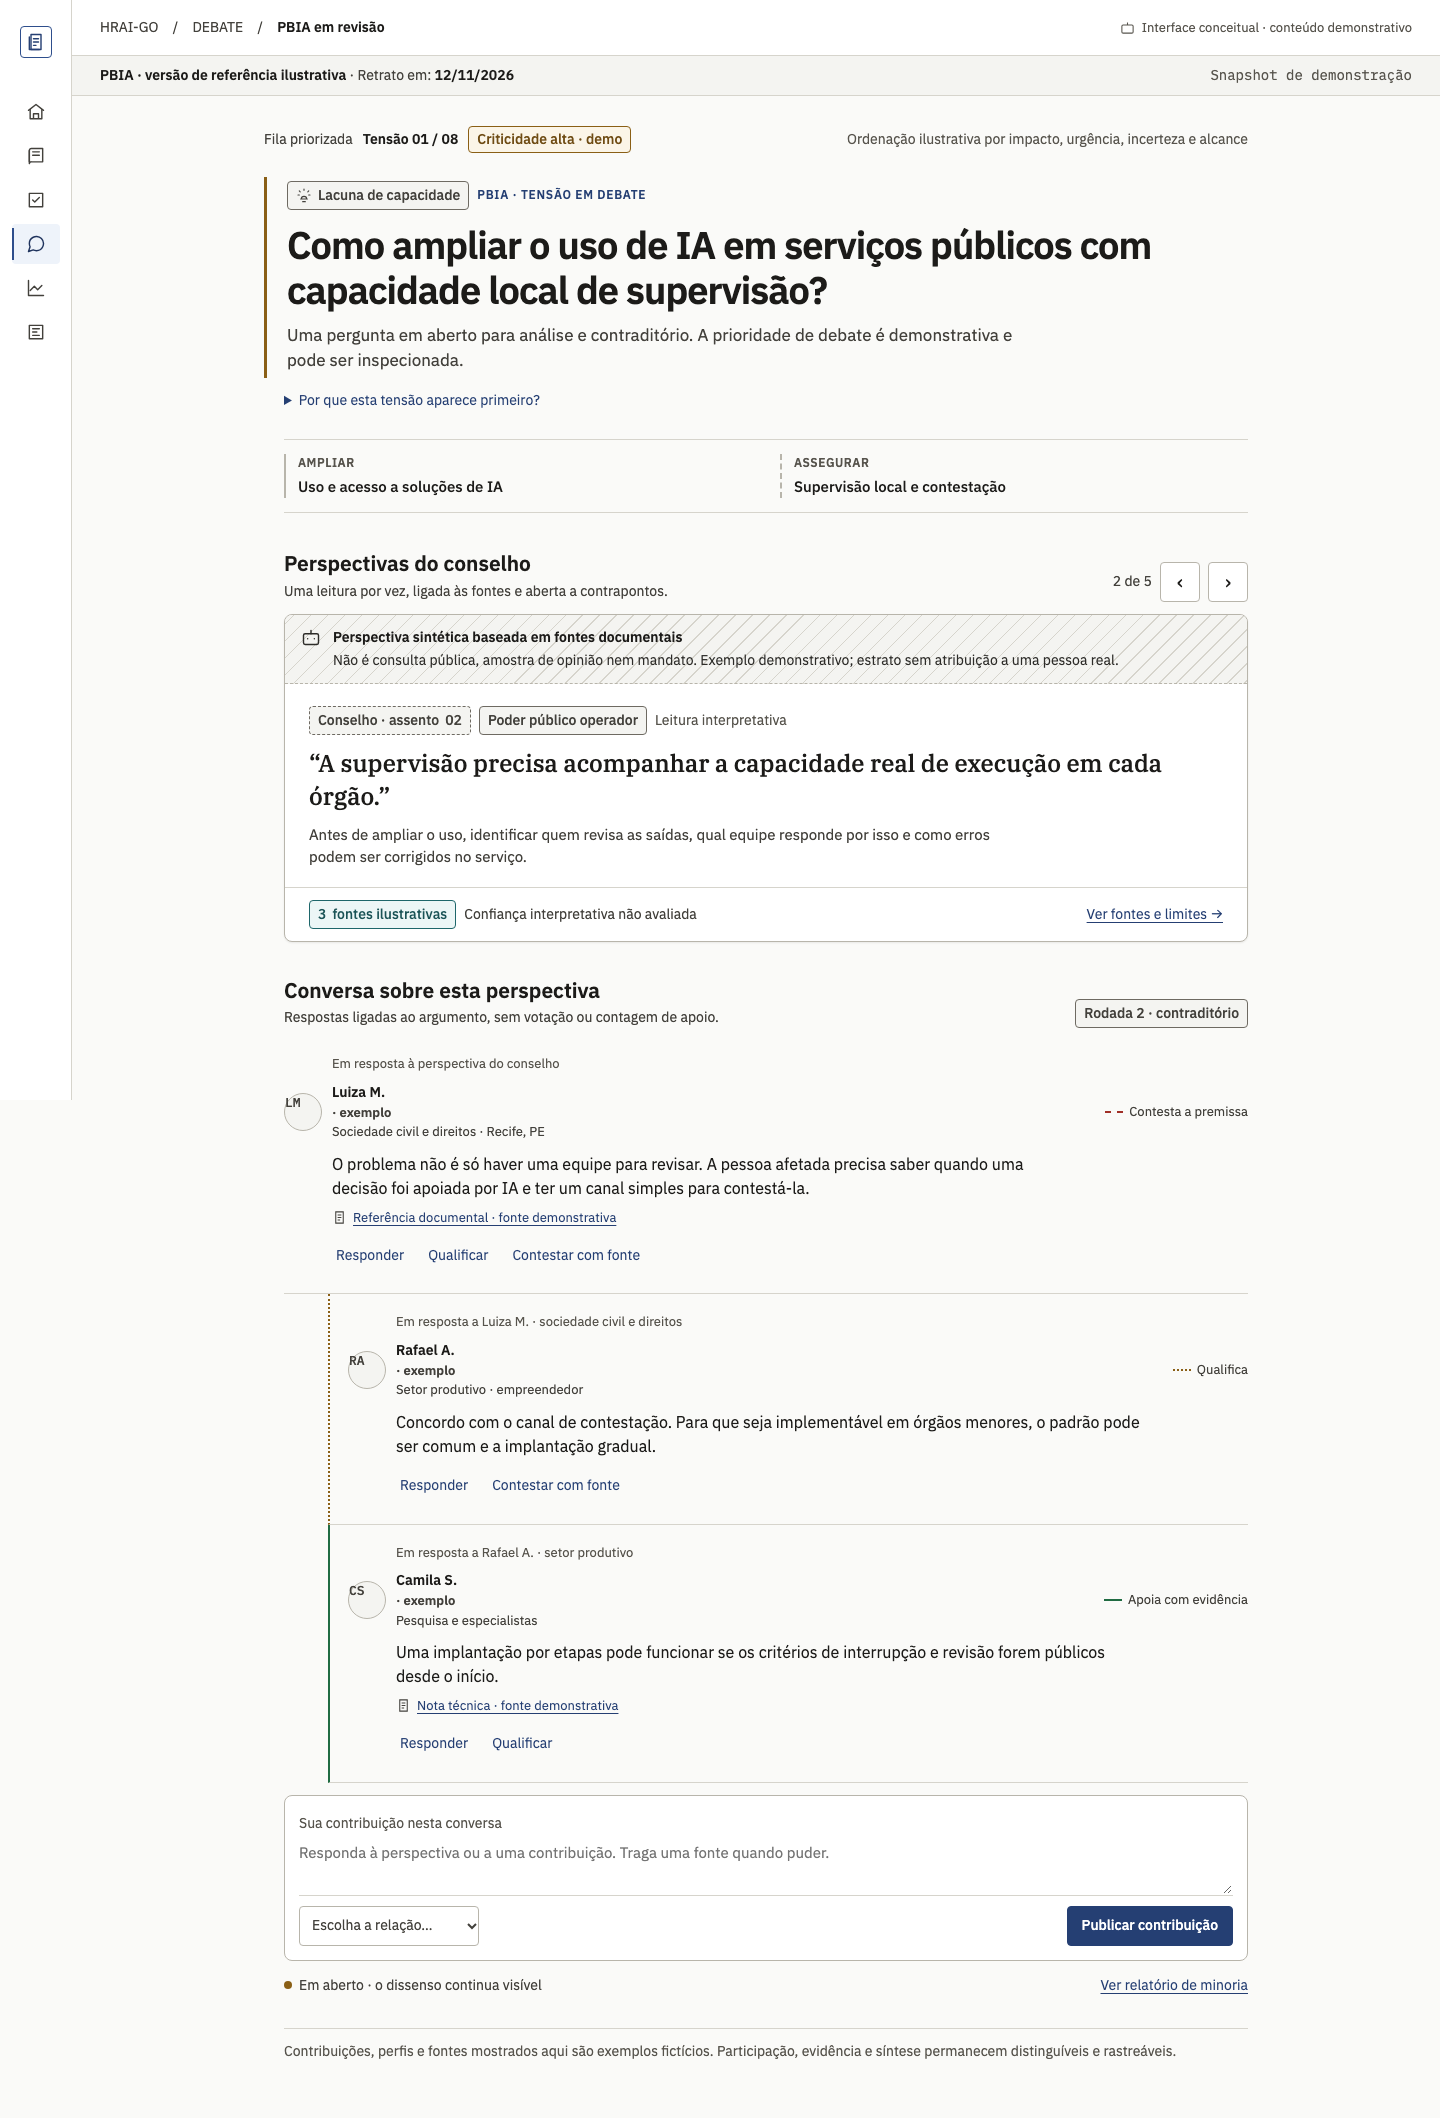 HRAI-GO / DEBATE / PBIA em revisão
Interface conceitual · conteúdo demonstrativo
PBIA · versão de referência ilustrativa · Retrato em: 12/11/2026
Snapshot de demonstração
Fila priorizada Tensão 01 / 08 Criticidade alta · demo
Ordenação ilustrativa por impacto, urgência, incerteza e alcance
Lacuna de capacidade PBIA · TENSÃO EM DEBATE
Como ampliar o uso de IA em serviços públicos com
capacidade local de supervisão?
Uma pergunta em aberto para análise e contraditório. A prioridade de debate é demonstrativa e
pode ser inspecionada.
Por que esta tensão aparece primeiro?
AMPLIAR
Uso e acesso a soluções de IA
ASSEGURAR
Supervisão local e contestação
Perspectivas do conselho
Uma leitura por vez, ligada às fontes e aberta a contrapontos.
2 de 5 ‹ ›
Perspectiva sintética baseada em fontes documentais
Não é consulta pública, amostra de opinião nem mandato. Exemplo demonstrativo; estrato sem atribuição a uma pessoa real.
Conselho · assento 02 Poder público operador Leitura interpretativa
“A supervisão precisa acompanhar a capacidade real de execução em cada
órgão.”
Antes de ampliar o uso, identificar quem revisa as saídas, qual equipe responde por isso e como erros
podem ser corrigidos no serviço.
3 fontes ilustrativas Confiança interpretativa não avaliada
Ver fontes e limites →
Conversa sobre esta perspectiva
Respostas ligadas ao argumento, sem votação ou contagem de apoio.
Rodada 2 · contraditório
Em resposta à perspectiva do conselho
LM
Luiza M.
· exemplo
Sociedade civil e direitos · Recife, PE
Contesta a premissa
O problema não é só haver uma equipe para revisar. A pessoa afetada precisa saber quando uma
decisão foi apoiada por IA e ter um canal simples para contestá-la.
Referência documental · fonte demonstrativa
Responder Qualificar Contestar com fonte
Em resposta a Luiza M. · sociedade civil e direitos
RA
Rafael A.
· exemplo
Setor produtivo · empreendedor
Qualifica
Concordo com o canal de contestação. Para que seja implementável em órgãos menores, o padrão pode
ser comum e a implantação gradual.
Responder Contestar com fonte
Em resposta a Rafael A. · setor produtivo
CS
Camila S.
· exemplo
Pesquisa e especialistas
Apoia com evidência
Uma implantação por etapas pode funcionar se os critérios de interrupção e revisão forem públicos
desde o início.
Nota técnica · fonte demonstrativa
Responder Qualificar
Sua contribuição nesta conversa
Responda à perspectiva ou a uma contribuição. Traga uma fonte quando puder.
Escolha a relação...
Publicar contribuição
Em aberto · o dissenso continua visível
Ver relatório de minoria
Contribuições, perfis e fontes mostrados aqui são exemplos fictícios. Participação, evidência e síntese permanecem distinguíveis e rastreáveis.